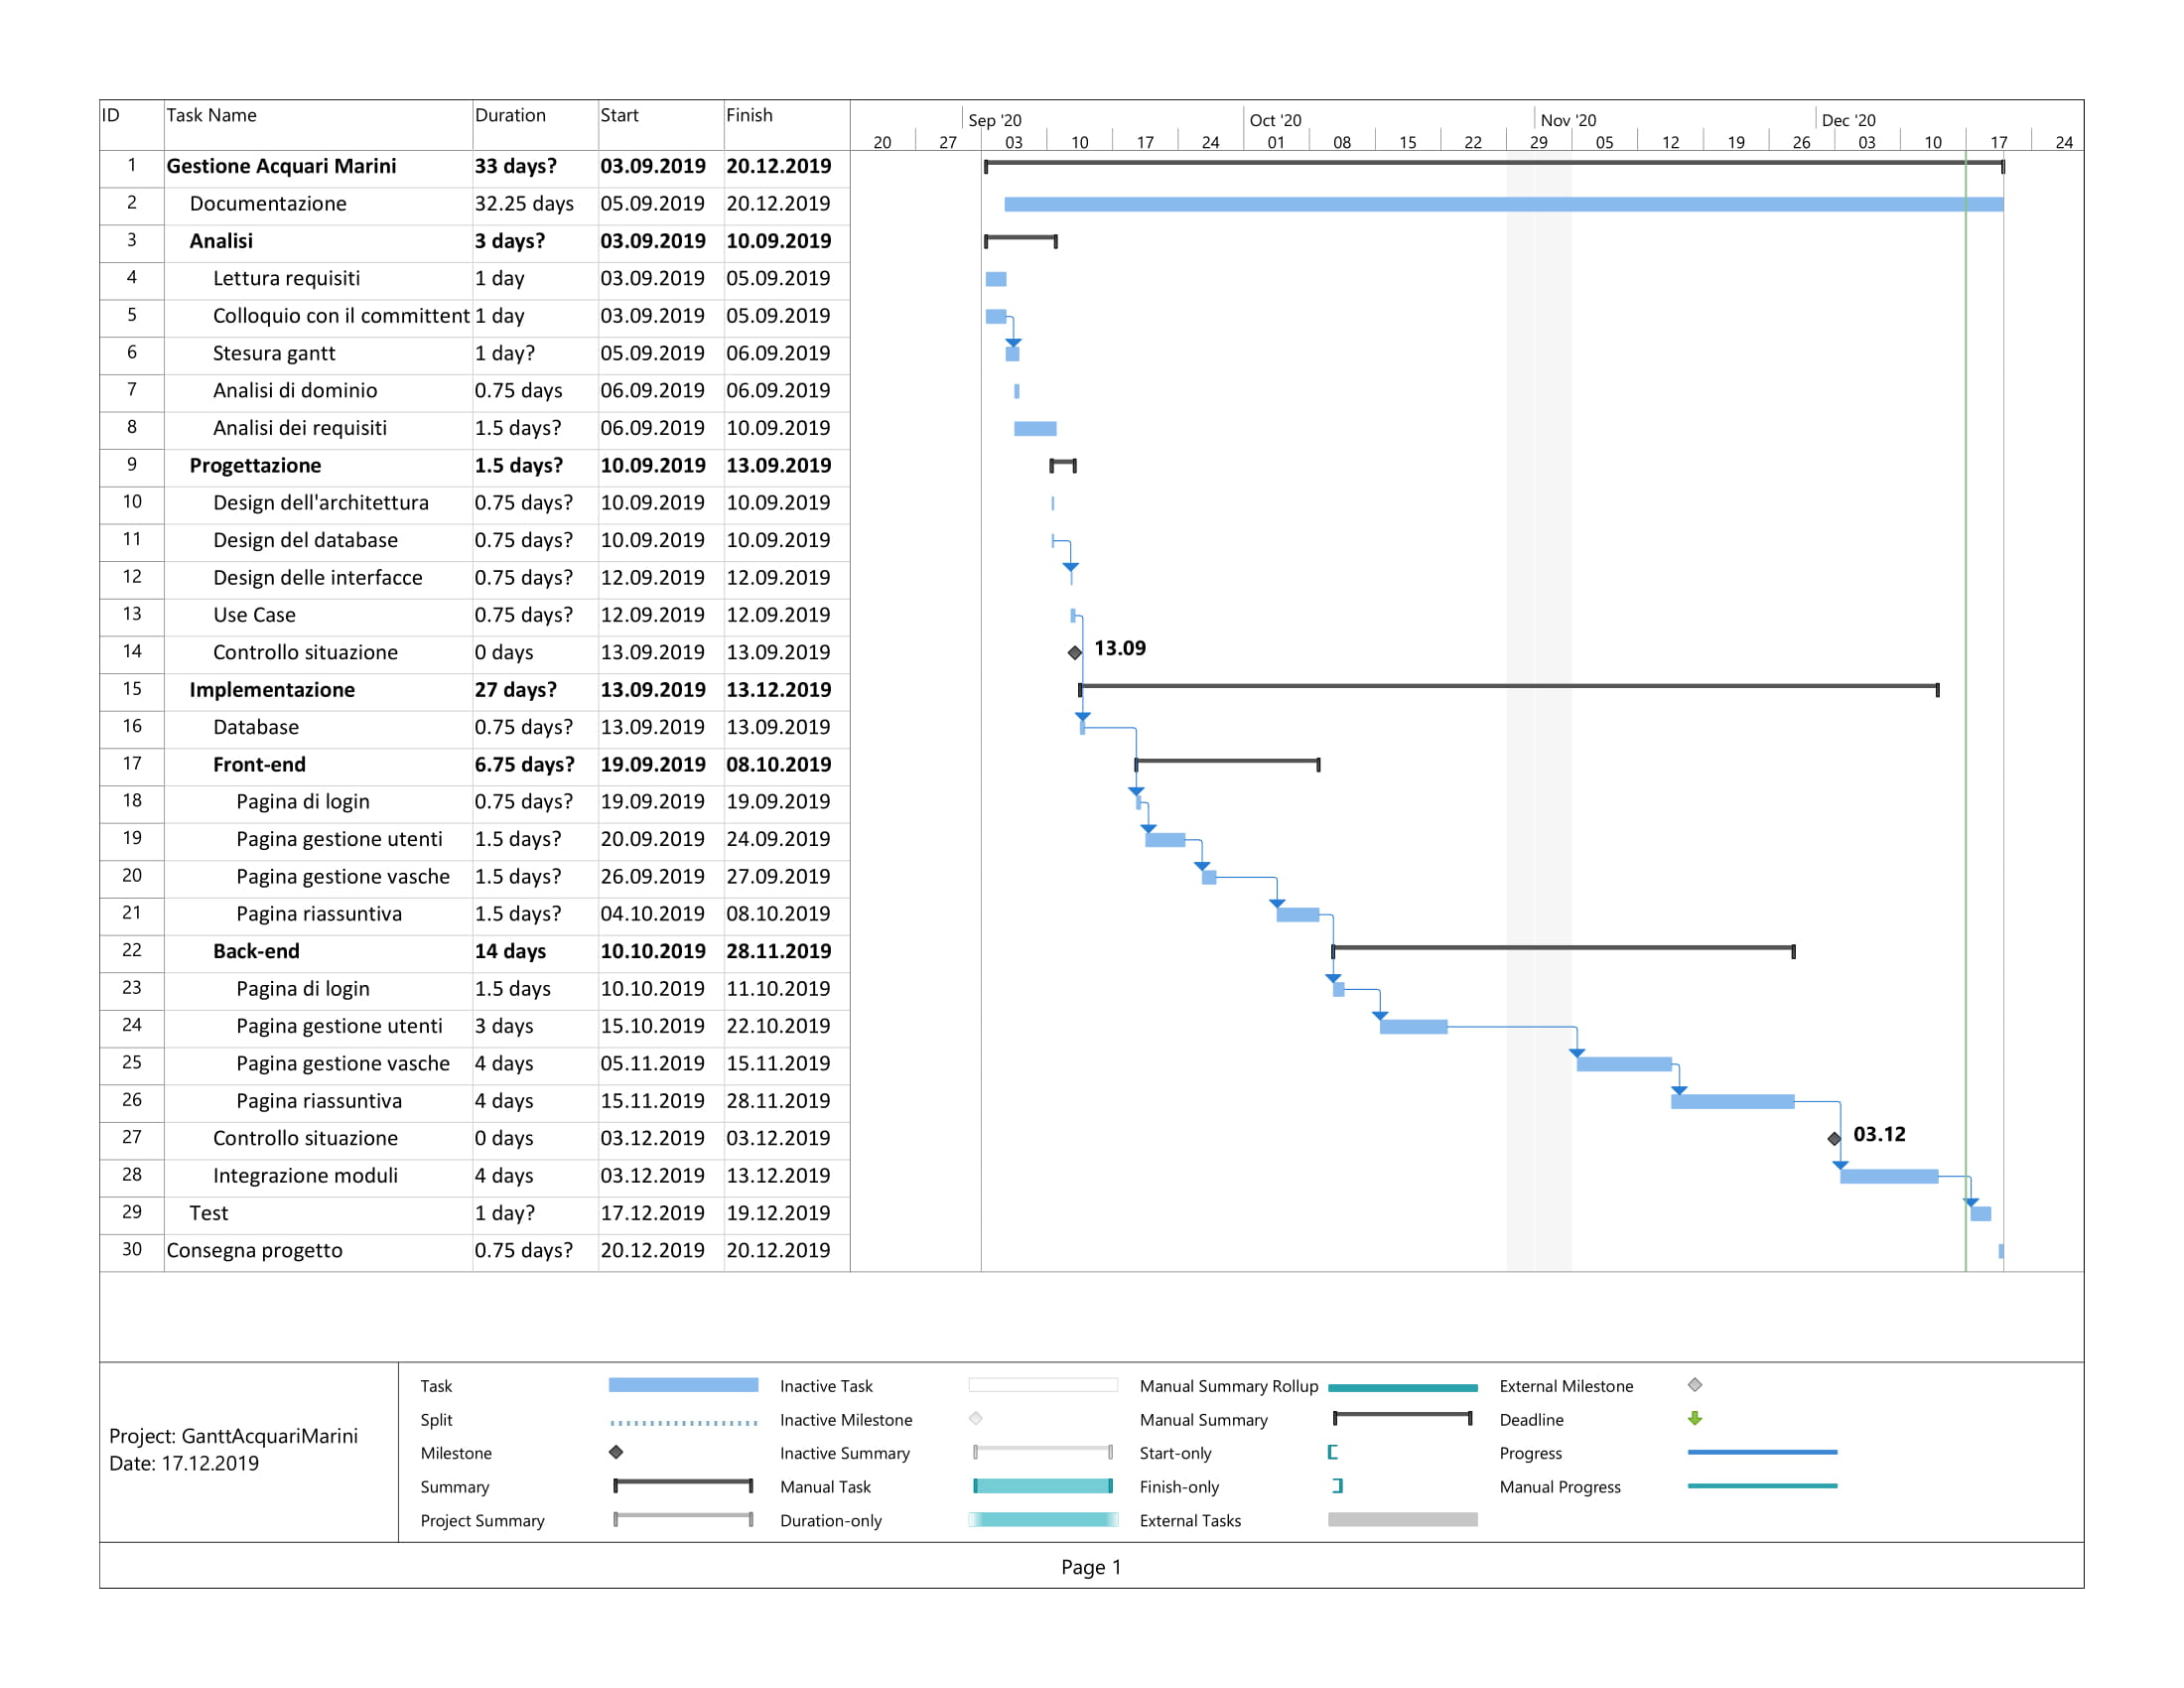 ID Task Name Duration Start Finish
Sep '20 Oct '20 Nov '20 Dec '20
20 27 03 10 17 24 01 08 15 22 29 05 12 19 26 03 10 17 24
1 Gestione Acquari Marini 33 days? 03.09.2019 20.12.2019
2 Documentazione 32.25 days 05.09.2019 20.12.2019
3 Analisi 3 days? 03.09.2019 10.09.2019
4 Lettura requisiti 1 day 03.09.2019 05.09.2019
5 Colloquio con il committent 1 day 03.09.2019 05.09.2019
6 Stesura gantt 1 day? 05.09.2019 06.09.2019
7 Analisi di dominio 0.75 days 06.09.2019 06.09.2019
8 Analisi dei requisiti 1.5 days? 06.09.2019 10.09.2019
9 Progettazione 1.5 days? 10.09.2019 13.09.2019
10 Design dell'architettura 0.75 days? 10.09.2019 10.09.2019
11 Design del database 0.75 days? 10.09.2019 10.09.2019
12 Design delle interfacce 0.75 days? 12.09.2019 12.09.2019
13 Use Case 0.75 days? 12.09.2019 12.09.2019
14 Controllo situazione 0 days 13.09.2019 13.09.2019 13.09
15 Implementazione 27 days? 13.09.2019 13.12.2019
16 Database 0.75 days? 13.09.2019 13.09.2019
17 Front-end 6.75 days? 19.09.2019 08.10.2019
18 Pagina di login 0.75 days? 19.09.2019 19.09.2019
19 Pagina gestione utenti 1.5 days? 20.09.2019 24.09.2019
20 Pagina gestione vasche 1.5 days? 26.09.2019 27.09.2019
21 Pagina riassuntiva 1.5 days? 04.10.2019 08.10.2019
22 Back-end 14 days 10.10.2019 28.11.2019
23 Pagina di login 1.5 days 10.10.2019 11.10.2019
24 Pagina gestione utenti 3 days 15.10.2019 22.10.2019
25 Pagina gestione vasche 4 days 05.11.2019 15.11.2019
26 Pagina riassuntiva 4 days 15.11.2019 28.11.2019
27 Controllo situazione 0 days 03.12.2019 03.12.2019 03.12
28 Integrazione moduli 4 days 03.12.2019 13.12.2019
29 Test 1 day? 17.12.2019 19.12.2019
30 Consegna progetto 0.75 days? 20.12.2019 20.12.2019
Project: GanttAcquariMarini
Date: 17.12.2019
Task Inactive Task Manual Summary Rollup External Milestone
Split Inactive Milestone Manual Summary Deadline
Milestone Inactive Summary Start-only Progress
Summary Manual Task Finish-only Manual Progress
Project Summary Duration-only External Tasks
Page 1